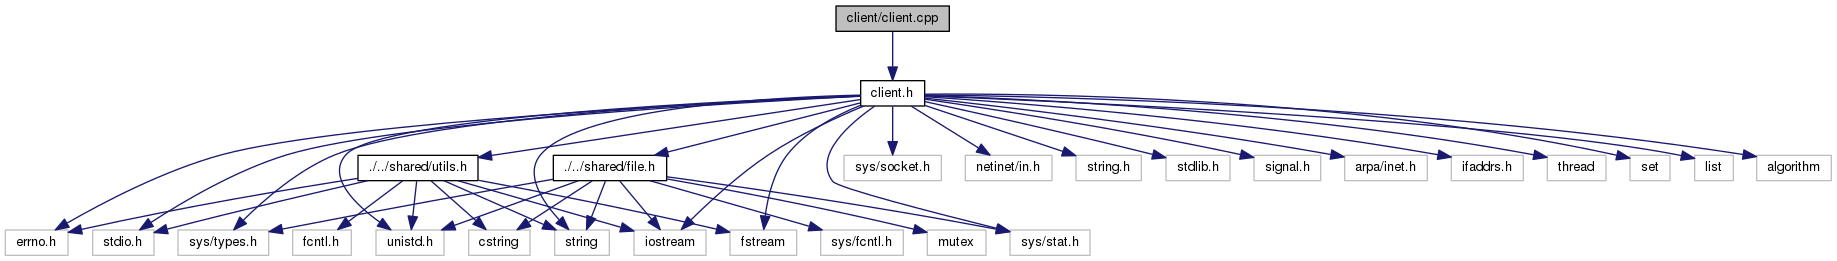 client/client.cpp
client.h
./../shared/utils.h
./../shared/file.h
sys/socket.h
netinet/in.h
string.h
stdlib.h
signal.h
arpa/inet.h
ifaddrs.h
thread
set
list
algorithm
errno.h
stdio.h
sys/types.h
fcntl.h
unistd.h
cstring
string
iostream
fstream
sys/fcntl.h
mutex
sys/stat.h